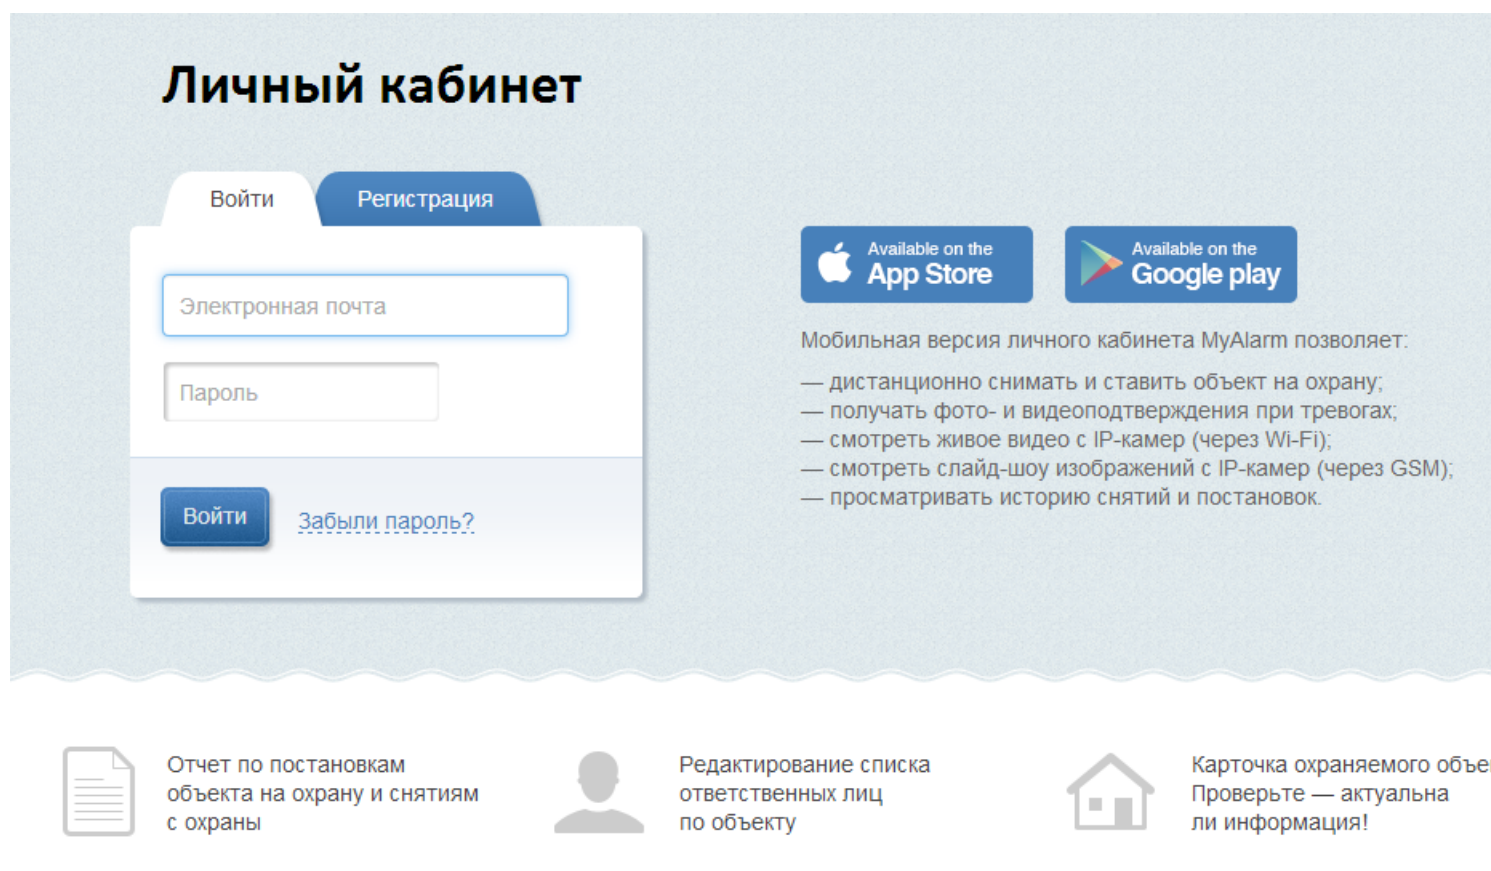 Личный кабинет
Войти
Регистрация
Электронная почта
Пароль
Войти
Забыли пароль?
Available on the
App Store
Available on the
Google play
Мобильная версия личного кабинета MyAlarm позволяет:
— дистанционно снимать и ставить объект на охрану;
— получать фото- и видеоподтверждения при тревогах;
— смотреть живое видео с IP-камер (через Wi-Fi);
— смотреть слайд-шоу изображений с IP-камер (через GSM);
— просматривать историю снятий и постановок.
Отчет по постановкам
объекта на охрану и снятиям
с охраны
Редактирование списка
ответственных лиц
по объекту
Карточка охраняемого
Проверьте — актуальна
ли информация!